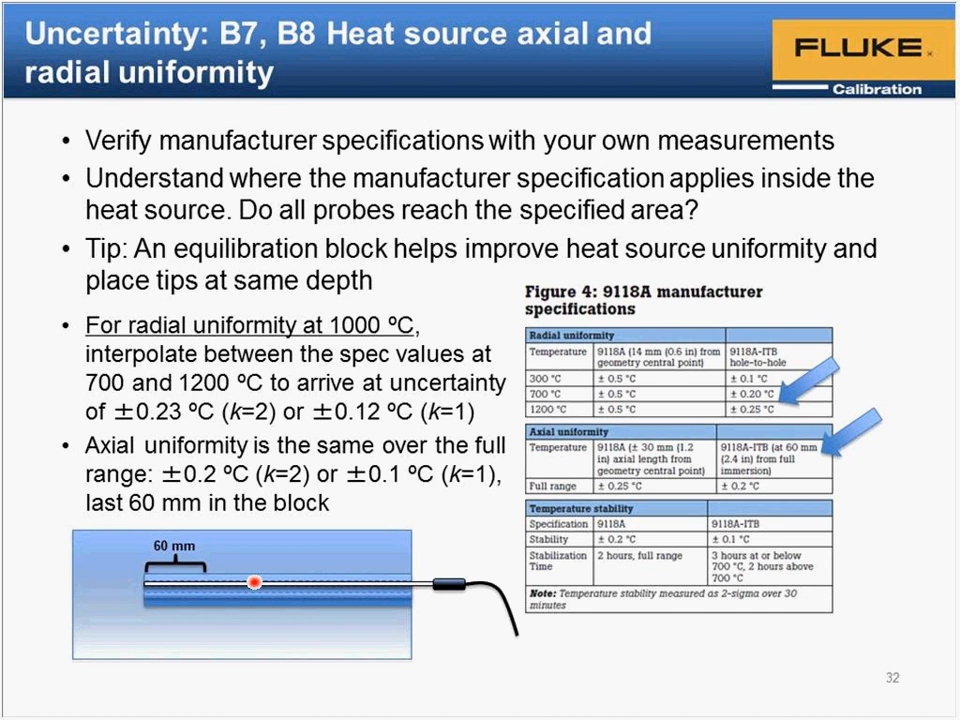 Uncertainty: B7, B8 Heat source axial and
radial uniformity
FLUKE
Calibration
• Verify manufacturer specifications with your own measurements
• Understand where the manufacturer specification applies inside the
heat source. Do all probes reach the specified area?
• Tip: An equilibration block helps improve heat source uniformity and
place tips at same depth
• For radial uniformity at 1000 ºC,
interpolate between the spec values at
700 and 1200 ºC to arrive at uncertainty
of ±0.23 ºC (k=2) or ±0.12 ºC (k=1)
• Axial uniformity is the same over the full
range: ±0.2 ºC (k=2) or ±0.1 ºC (k=1),
last 60 mm in the block
60 mm
Figure 4: 9118A manufacturer
specifications
Radial uniformity
Temperature 9118A (14 mm (0.6 in) from 9118A-ITB
geometry central point) hole-to-hole
300 °C ± 0.5 °C ± 0.1 °C
700 °C ± 0.5 °C ± 0.20 °C
1200 °C ± 0.5 °C ± 0.25 °C
Axial uniformity
Temperature 9118A (± 30 mm (1.2 9118A-ITB (at 60 mm
in) axial length from (2.4 in) from full
geometry central point) immersion)
Full range ± 0.25 °C ± 0.2 °C
Temperature stability
Specification 9118A 9118A-ITB
Stability ± 0.2 °C ± 0.1 °C
Stabilization 2 hours, full range 3 hours at or below
Time 700 °C, 2 hours above
700 °C
Note: Temperature stability measured as 2-sigma over 30
minutes
32